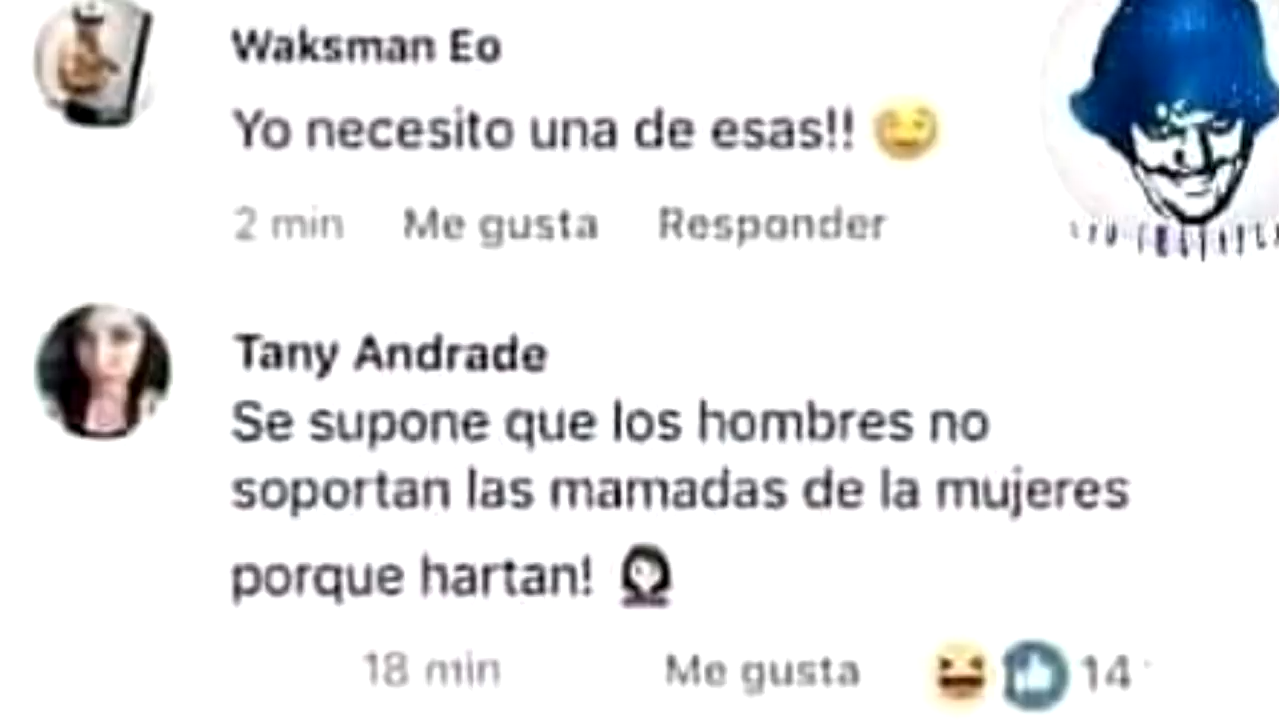 Waksman Eo
Yo necesito una de esas!! 😏
2 min Me gusta Responder
Tany Andrade
Se supone que los hombres no
soportan las mamadas de la mujeres
porque hartan!
18 min Me gusta 14